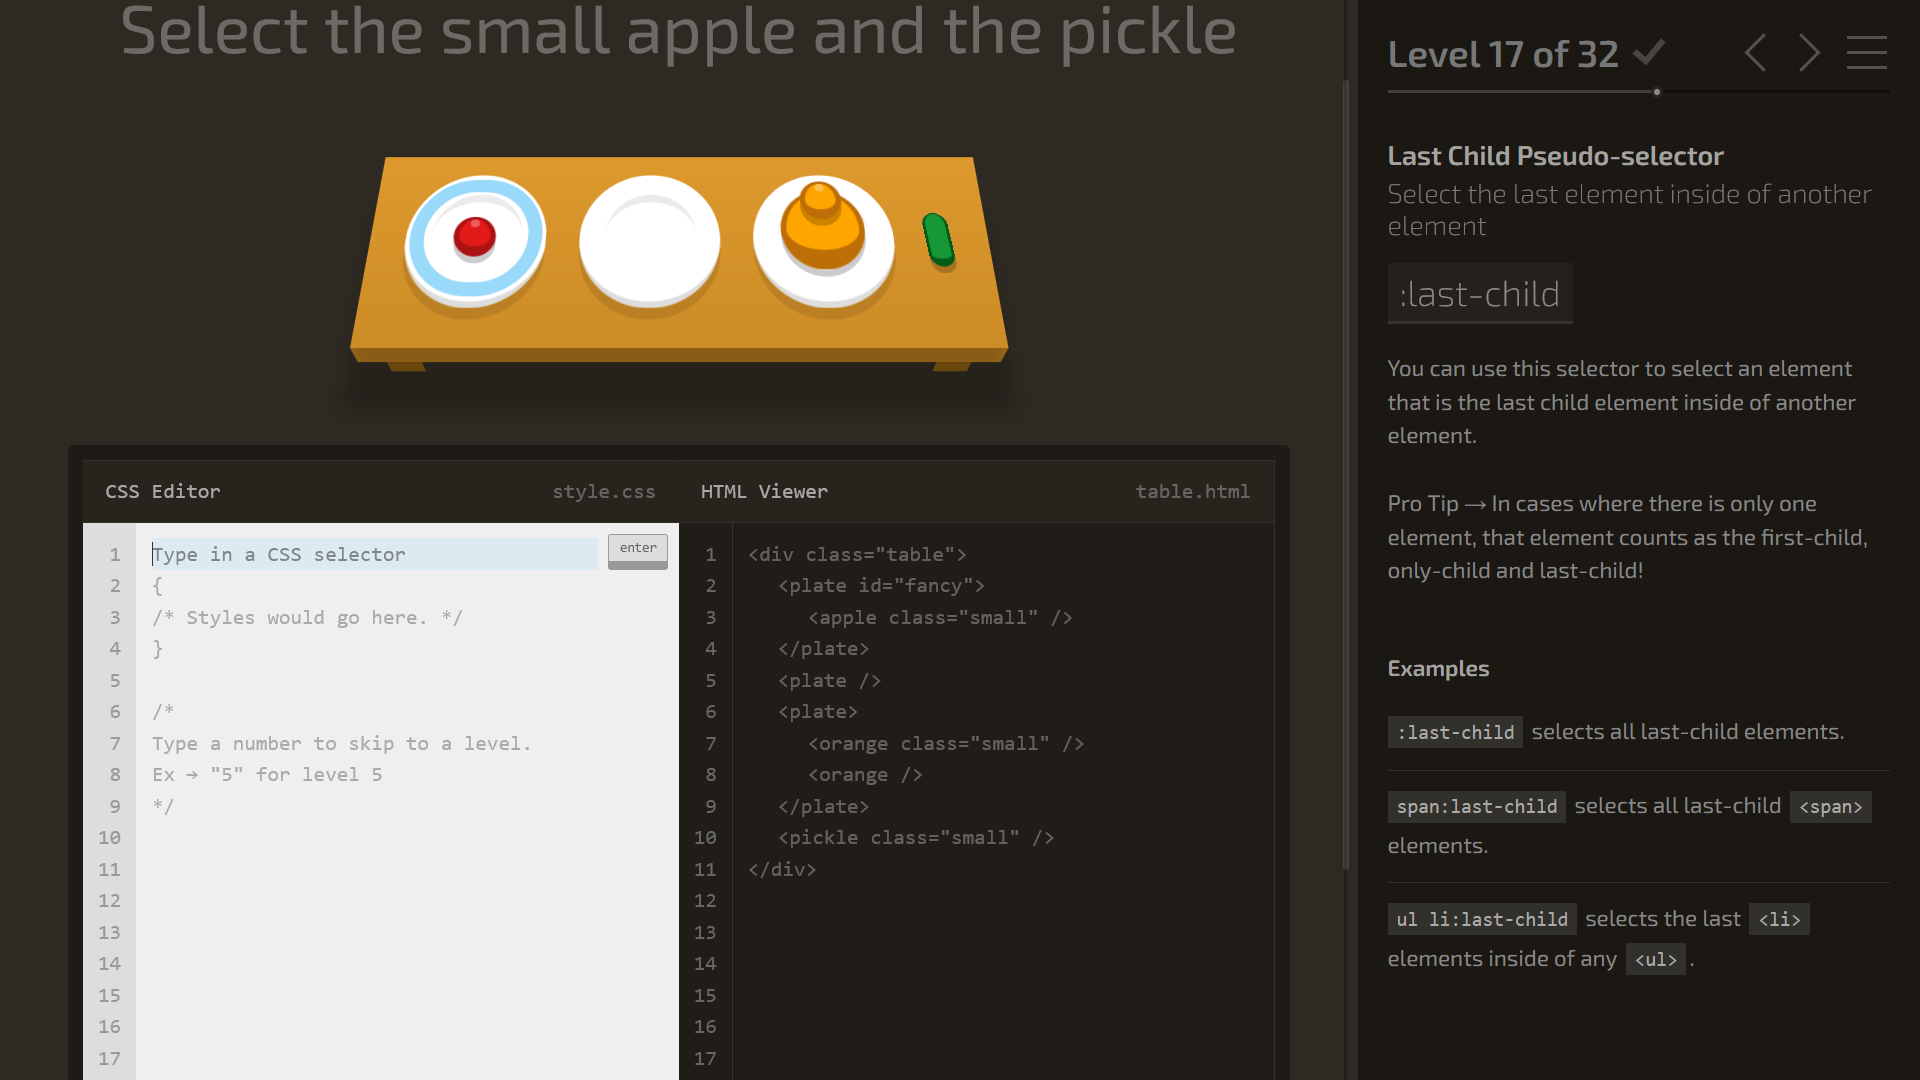 Select the small apple and the pickle
CSS Editor
style.css
1
2
3
4
5
6
7
8
9
10
11
12
13
14
15
16
17
Type in a CSS selector
enter
{
/* Styles would go here. */
}
/*
Type a number to skip to a level.
Ex → "5" for level 5
*/
HTML Viewer
table.html
1
2
3
4
5
6
7
8
9
10
11
12
13
14
15
16
17
<div class="table">
<plate id="fancy">
<apple class="small" />
</plate>
<plate />
<plate>
<orange class="small" />
<orange />
</plate>
<pickle class="small" />
</div>
Level 17 of 32
Last Child Pseudo-selector
Select the last element inside of another
element
:last-child
You can use this selector to select an element
that is the last child element inside of another
element.
Pro Tip → In cases where there is only one
element, that element counts as the first-child,
only-child and last-child!
Examples
:last-child selects all last-child elements.
span:last-child selects all last-child <span>
elements.
ul li:last-child selects the last <li>
elements inside of any <ul> .